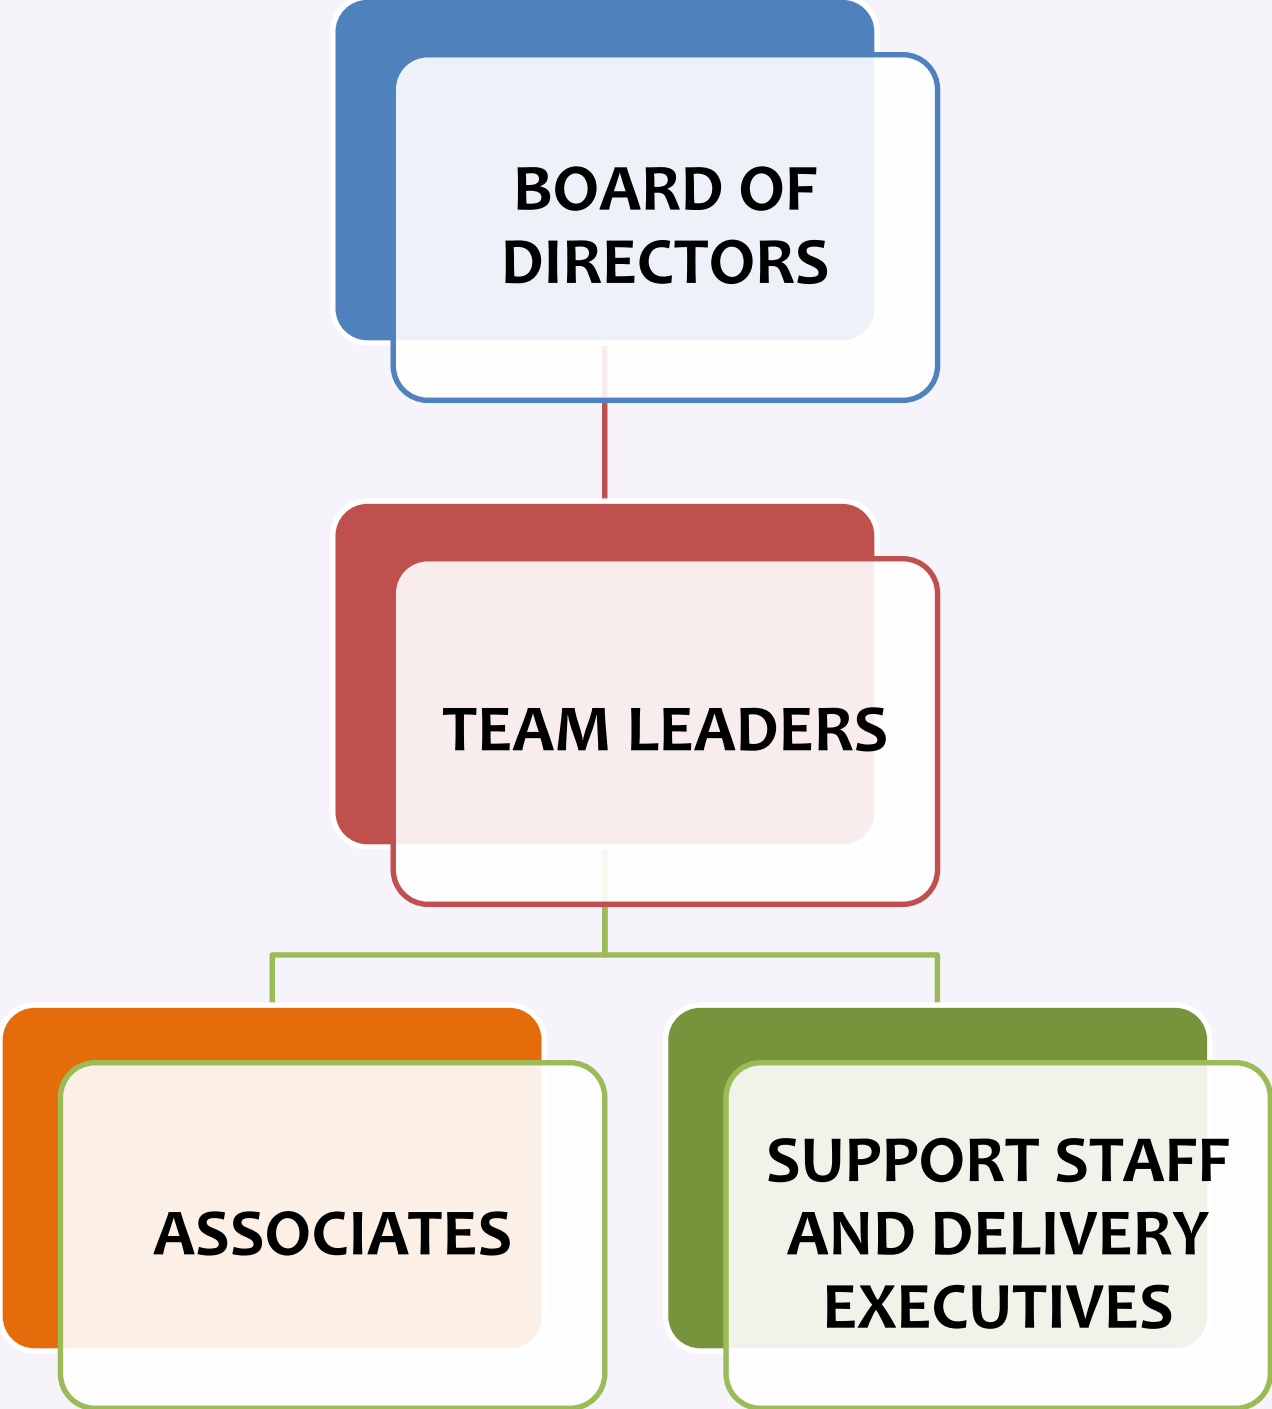 BOARD OF
DIRECTORS
TEAM LEADERS
ASSOCIATES
SUPPORT STAFF
AND DELIVERY
EXECUTIVES